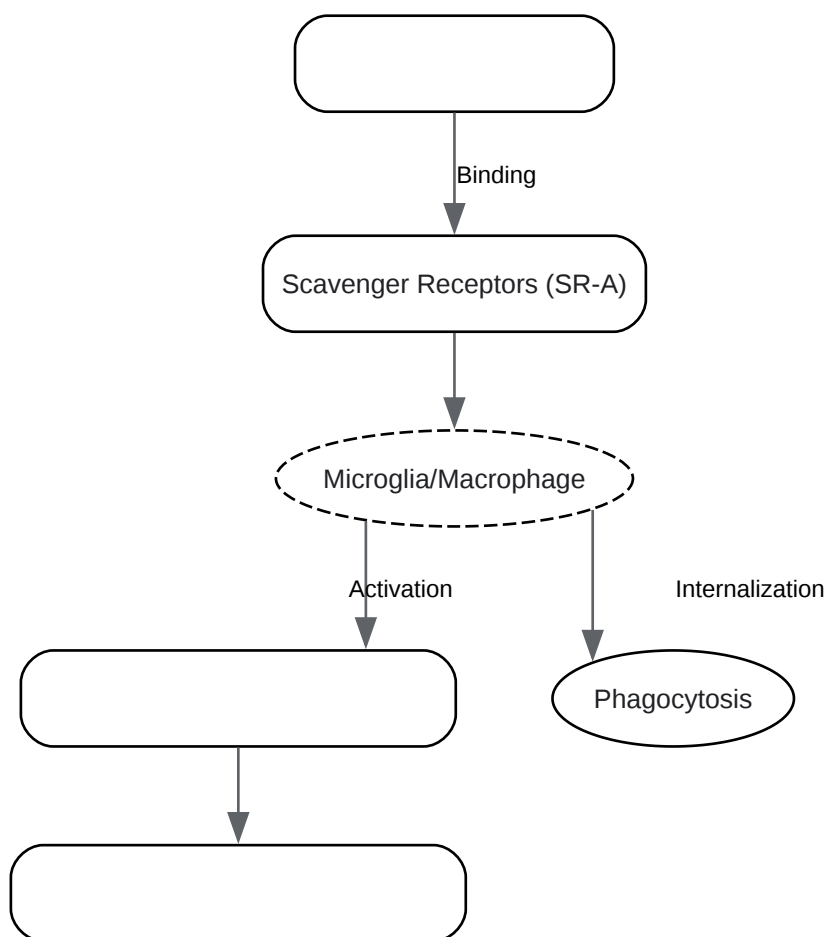 Binding
Scavenger Receptors (SR-A)
Microglia/Macrophage
Activation
Internalization
Phagocytosis